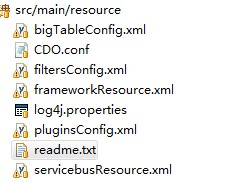 src/main/resource
bigTableConfig.xml
CDO.conf
filtersConfig.xml
frameworkResource.xml
log4j.properties
pluginsConfig.xml
readme.txt
servicebusResource.xml